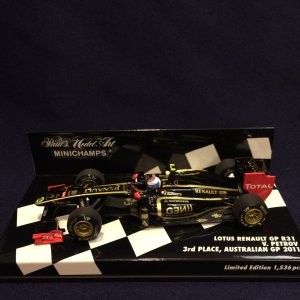 Paul's Model Art
MINICHAMPS
RENAULT
TOTAL
LOTUS RENAULT GP R31
V. PETROV
3rd PLACE, AUSTRALIAN GP 2011
Limited Edition 1,536 pcs